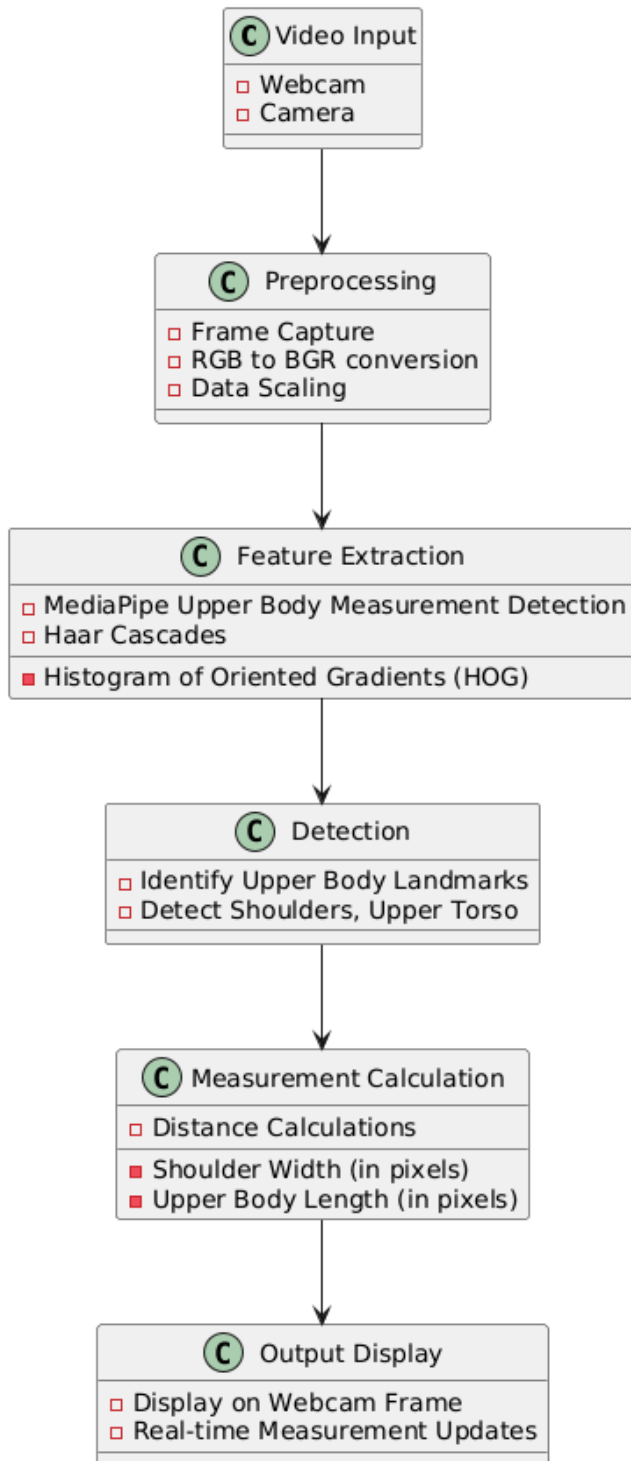 C Video Input
Webcam
Camera
C Preprocessing
Frame Capture
RGB to BGR conversion
Data Scaling
C Feature Extraction
MediaPipe Upper Body Measurement Detection
Haar Cascades
Histogram of Oriented Gradients (HOG)
C Detection
Identify Upper Body Landmarks
Detect Shoulders, Upper Torso
C Measurement Calculation
Distance Calculations
Shoulder Width (in pixels)
Upper Body Length (in pixels)
C Output Display
Display on Webcam Frame
Real-time Measurement Updates